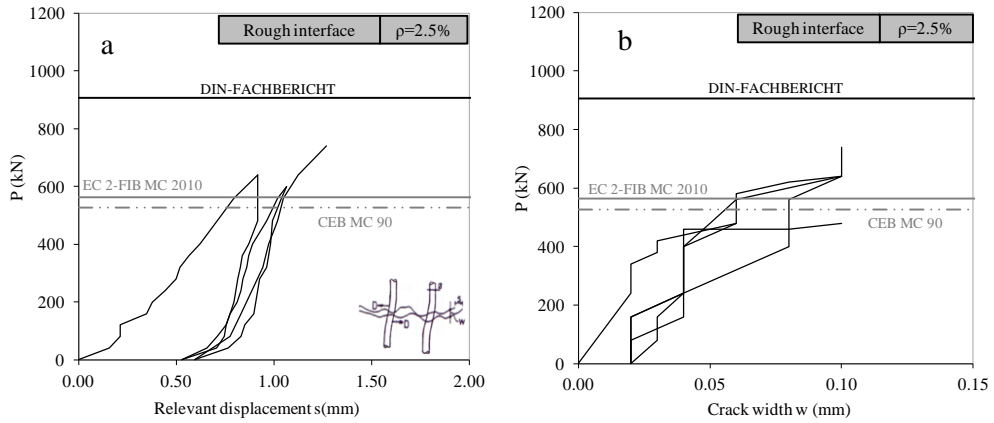 a
Rough interface ρ=2.5%
1200
1000
800
600
400
200
0
P (kN)
DIN-FACHBERICHT
EC 2-FIB MC 2010
CEB MC 90
0.00 0.50 1.00 1.50 2.00
Relevant displacement s(mm)
b
Rough interface ρ=2.5%
1200
1000
800
600
400
200
0
P (kN)
DIN-FACHBERICHT
EC 2-FIB MC 2010
CEB MC 90
0.00 0.05 0.10 0.15
Crack width w (mm)